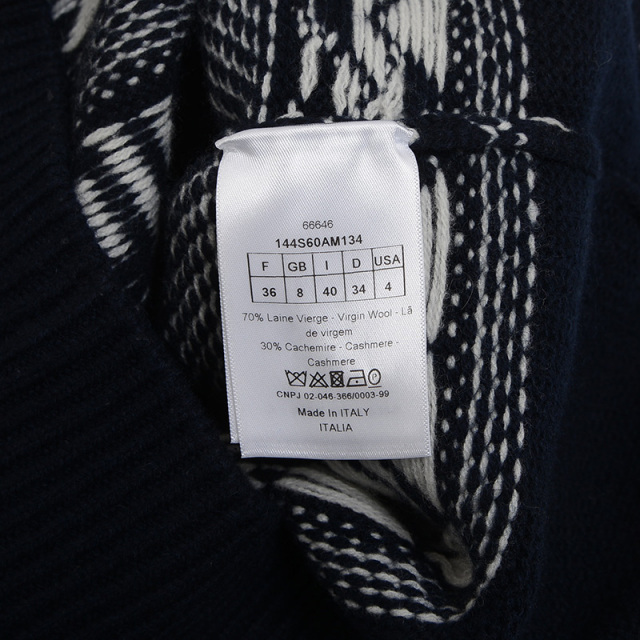 66646
144S60AM134
F GB I D USA
36 8 40 34 4
70% Laine Vierge - Virgin Wool - Lã
de virgem
30% Cachemire - Cashmere -
Cashmere
CNPJ 02-046-366/0003-99
Made In ITALY
ITALIA